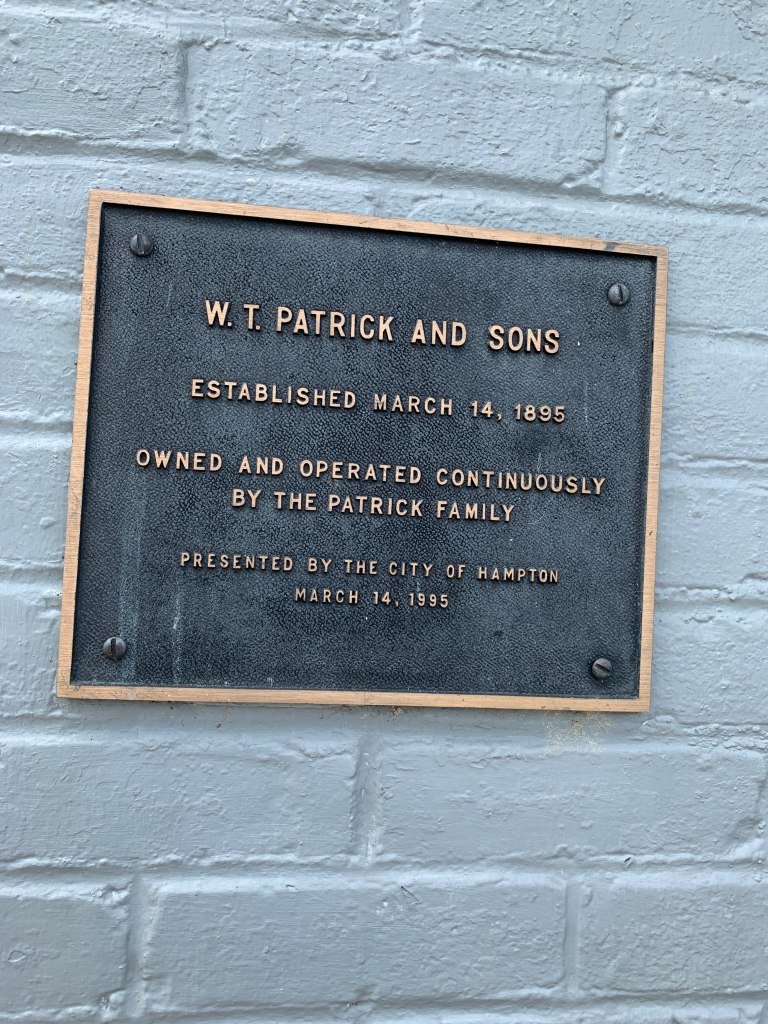 W. T. PATRICK AND SONS
ESTABLISHED MARCH 14, 1895
OWNED AND OPERATED CONTINUOUSLY
BY THE PATRICK FAMILY
PRESENTED BY THE CITY OF HAMPTON
MARCH 14, 1995